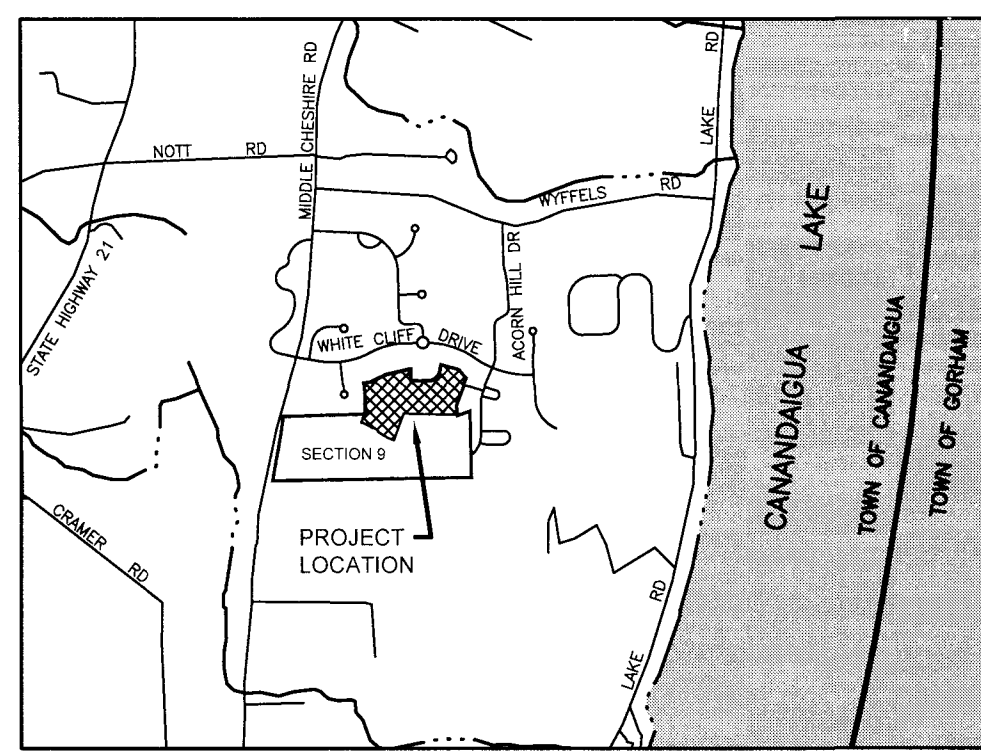 NOTT RD
MIDDLE CHESHIRE RD
LAKE RD
WYFFELS RD
STATE HIGHWAY 21
ACORN HILL DR
WHITE CLIFF DRIVE
SECTION 9
PROJECT
LOCATION
CRAMER RD
LAKE RD
CANANDAIGUA LAKE
TOWN OF CANANDAIGUA
TOWN OF GORHAM